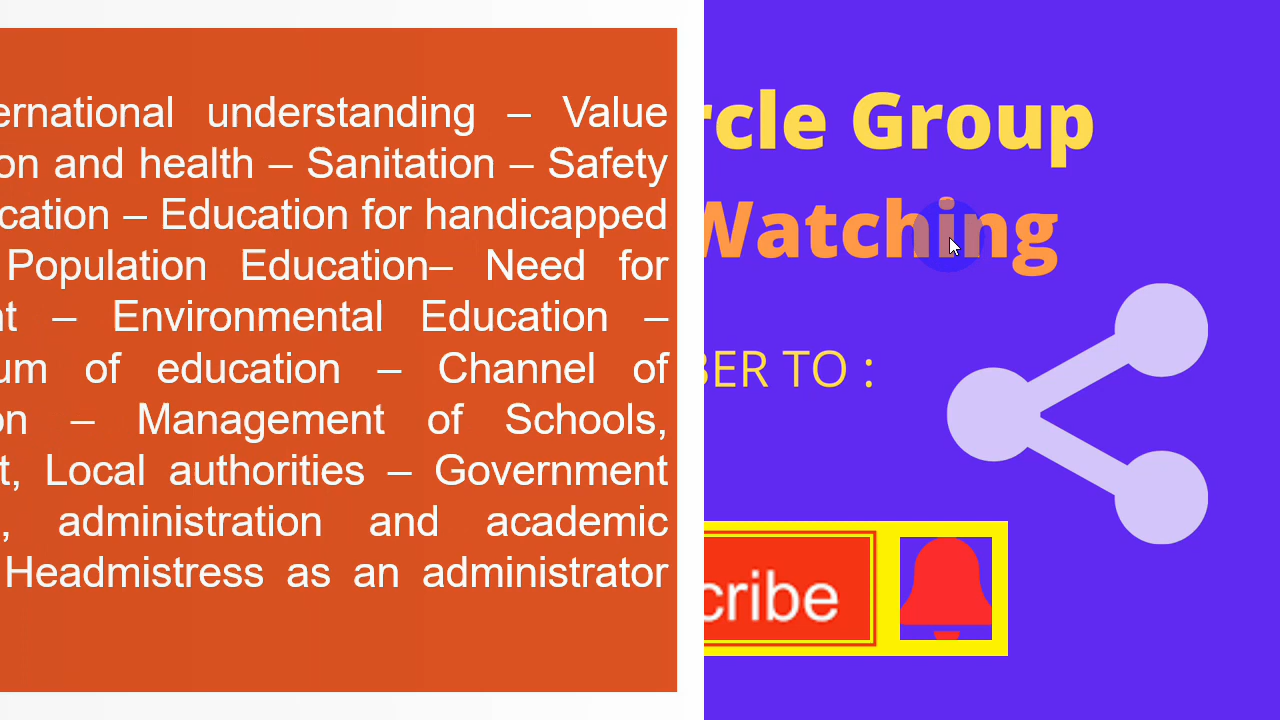 ernational understanding – Value
on and health – Sanitation – Safety
cation – Education for handicapped
Population Education– Need for
nt – Environmental Education –
um of education – Channel of
on – Management of Schools,
t, Local authorities – Government
, administration and academic
Headmistress as an administrator
rcle Group
Watching
BER TO :
cribe